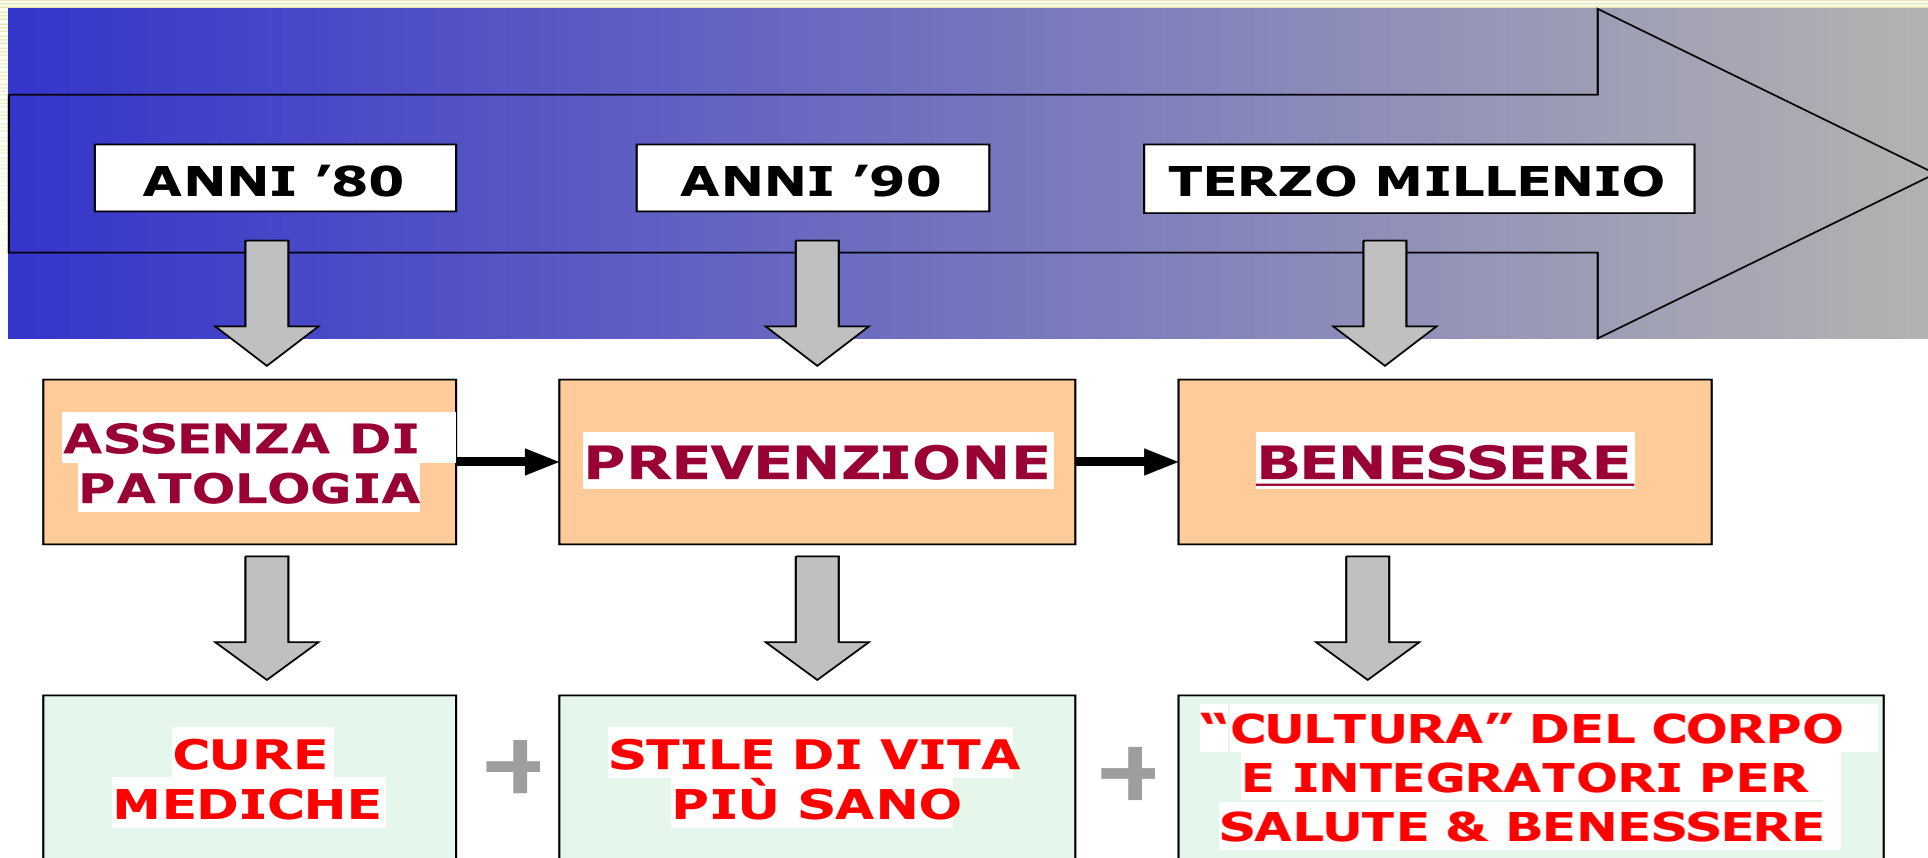 ANNI ’80
ANNI ’90
TERZO MILLENIO
ASSENZA DI
PATOLOGIA
PREVENZIONE
BENESSERE
CURE
MEDICHE
+
STILE DI VITA
PIÙ SANO
+
“CULTURA” DEL CORPO
E INTEGRATORI PER
SALUTE & BENESSERE